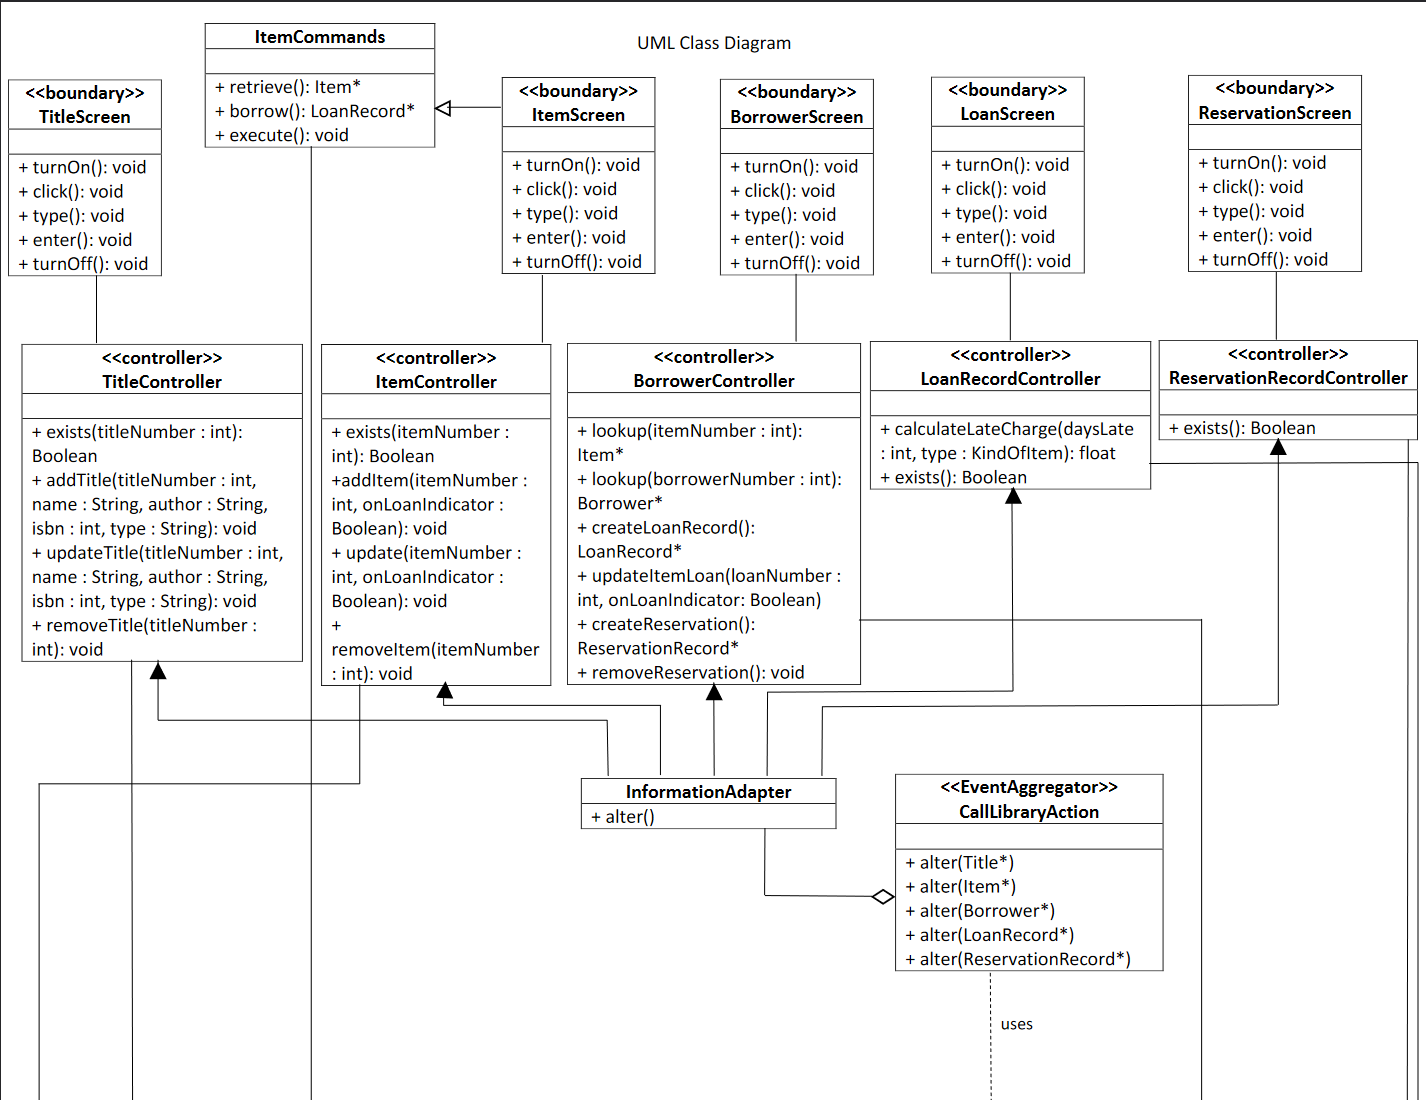 UML Class Diagram
ItemCommands
+ retrieve(): Item*
+ borrow(): LoanRecord*
+ execute(): void
<<boundary>>
TitleScreen
+ turnOn(): void
+ click(): void
+ type(): void
+ enter(): void
+ turnOff(): void
<<boundary>>
ItemScreen
+ turnOn(): void
+ click(): void
+ type(): void
+ enter(): void
+ turnOff(): void
<<boundary>>
BorrowerScreen
+ turnOn(): void
+ click(): void
+ type(): void
+ enter(): void
+ turnOff(): void
<<boundary>>
LoanScreen
+ turnOn(): void
+ click(): void
+ type(): void
+ enter(): void
+ turnOff(): void
<<boundary>>
ReservationScreen
+ turnOn(): void
+ click(): void
+ type(): void
+ enter(): void
+ turnOff(): void
<<controller>>
TitleController
+ exists(titleNumber : int):
Boolean
+ addTitle(titleNumber : int,
name : String, author : String,
isbn : int, type : String): void
+ updateTitle(titleNumber : int,
name : String, author : String,
isbn : int, type : String): void
+ removeTitle(titleNumber :
int): void
<<controller>>
ItemController
+ exists(itemNumber :
int): Boolean
+addItem(itemNumber :
int, onLoanIndicator :
Boolean): void
+ update(itemNumber :
int, onLoanIndicator :
Boolean): void
+
removeItem(itemNumber
: int): void
<<controller>>
BorrowerController
+ lookup(itemNumber : int):
Item*
+ lookup(borrowerNumber : int):
Borrower*
+ createLoanRecord():
LoanRecord*
+ updateItemLoan(loanNumber :
int, onLoanIndicator: Boolean)
+ createReservation():
ReservationRecord*
+ removeReservation(): void
<<controller>>
LoanRecordController
+ calculateLateCharge(daysLate
: int, type : KindOfItem): float
+ exists(): Boolean
<<controller>>
ReservationRecordController
+ exists(): Boolean
InformationAdapter
+ alter()
<<EventAggregator>>
CallLibraryAction
+ alter(Title*)
+ alter(Item*)
+ alter(Borrower*)
+ alter(LoanRecord*)
+ alter(ReservationRecord*)
uses